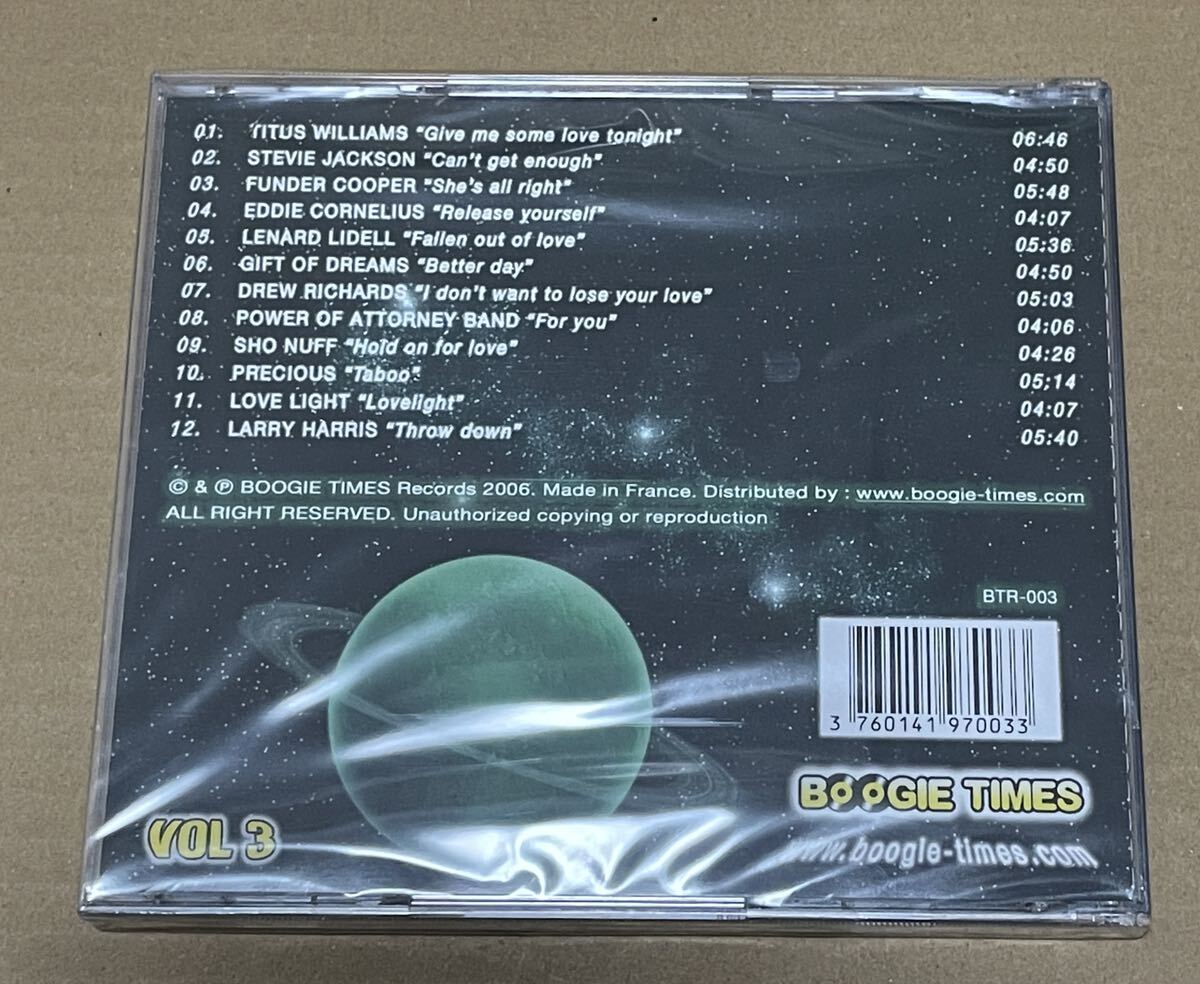 01. TITUS WILLIAMS "Give me some love tonight" 06:46
02. STEVIE JACKSON "Can't get enough" 04:50
03. FUNDER COOPER "She's all right" 05:48
04. EDDIE CORNELIUS "Release yourself" 04:07
05. LENARD LIDELL "Fallen out of love" 05:36
06. GIFT OF DREAMS "Better day" 04:50
07. DREW RICHARDS "I don't want to lose your love" 05:03
08. POWER OF ATTORNEY BAND "For you" 04:06
09. SHO NUFF "Hold on for love" 04:26
10. PRECIOUS "Taboo" 05:14
11. LOVE LIGHT "Lovelight" 04:07
12. LARRY HARRIS "Throw down" 05:40
© & ℗ BOOGIE TIMES Records 2006. Made in France. Distributed by : www.boogie-times.com
ALL RIGHT RESERVED. Unauthorized copying or reproduction
BTR-003
3 760141 970033
BOOGIE TIMES
VOL 3
www.boogie-times.com